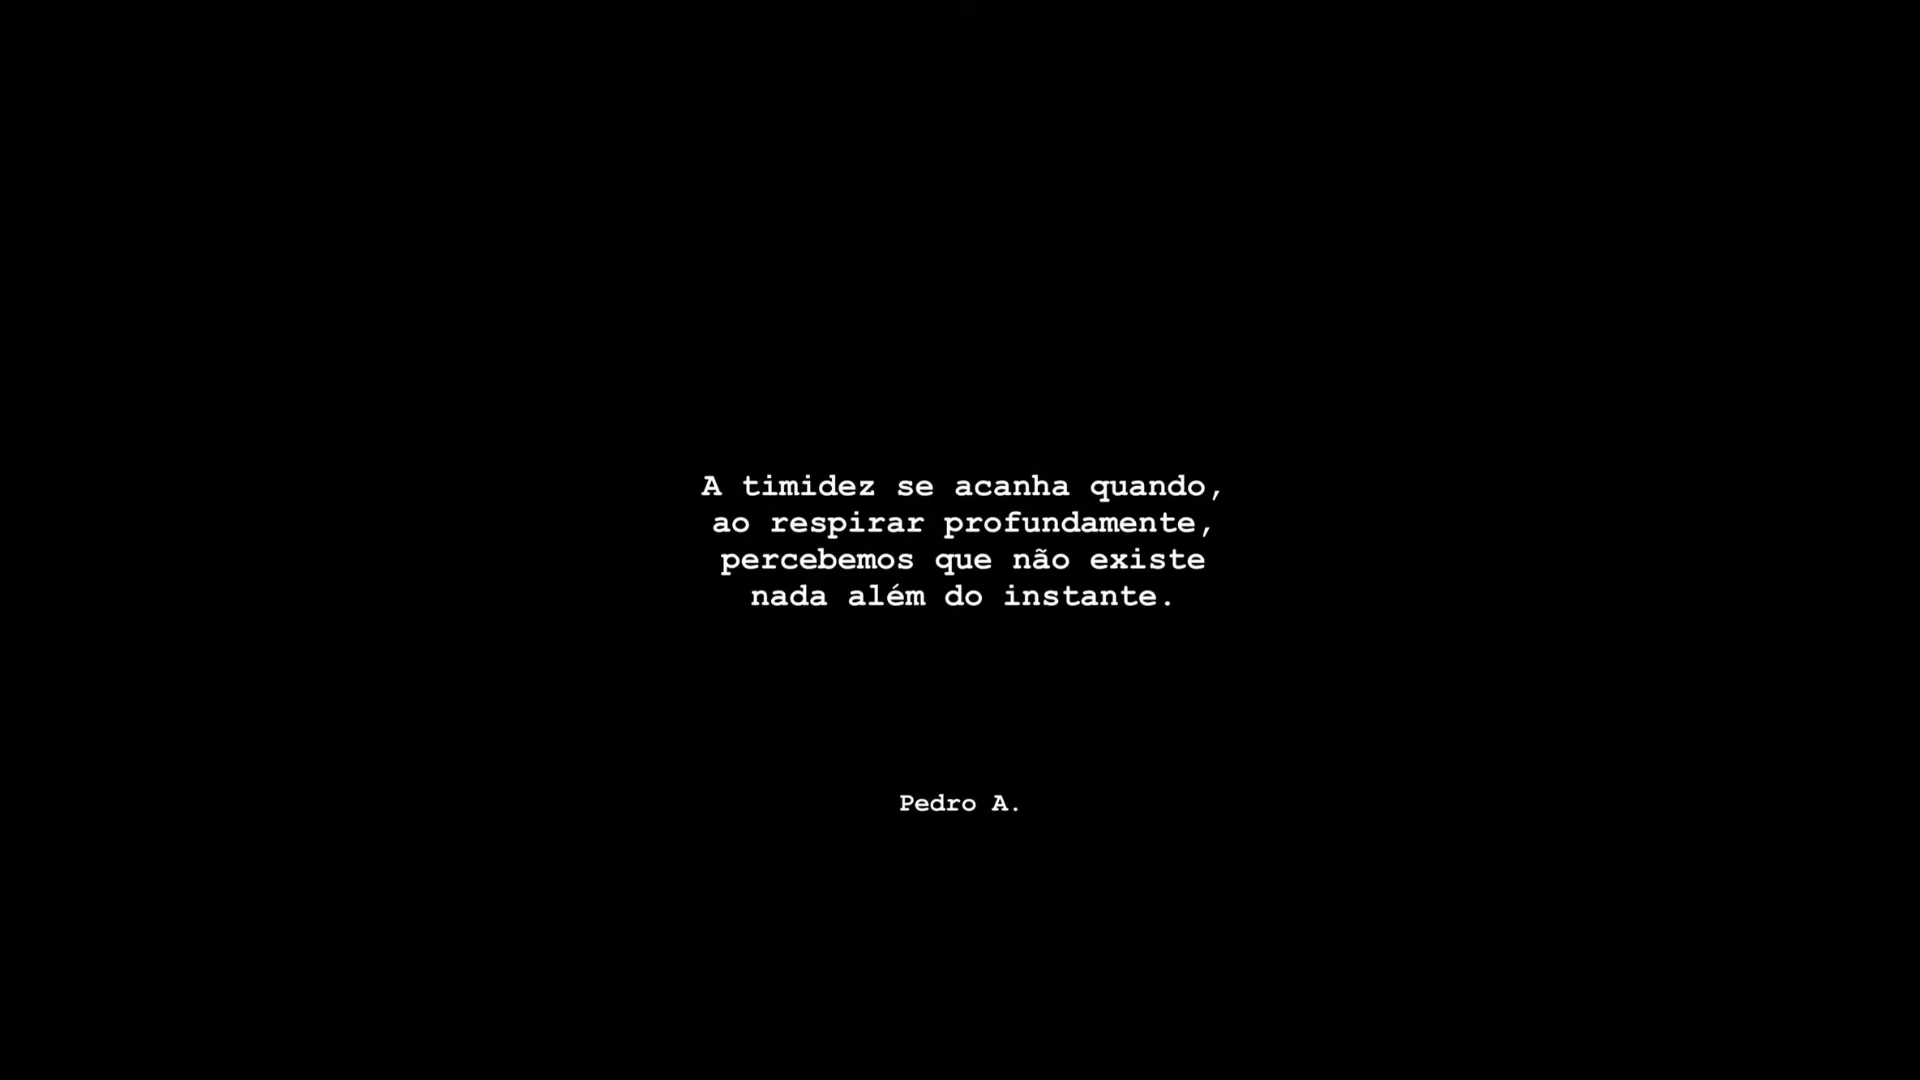 A timidez se acanha quando,
ao respirar profundamente,
percebemos que não existe
nada além do instante.
Pedro A.